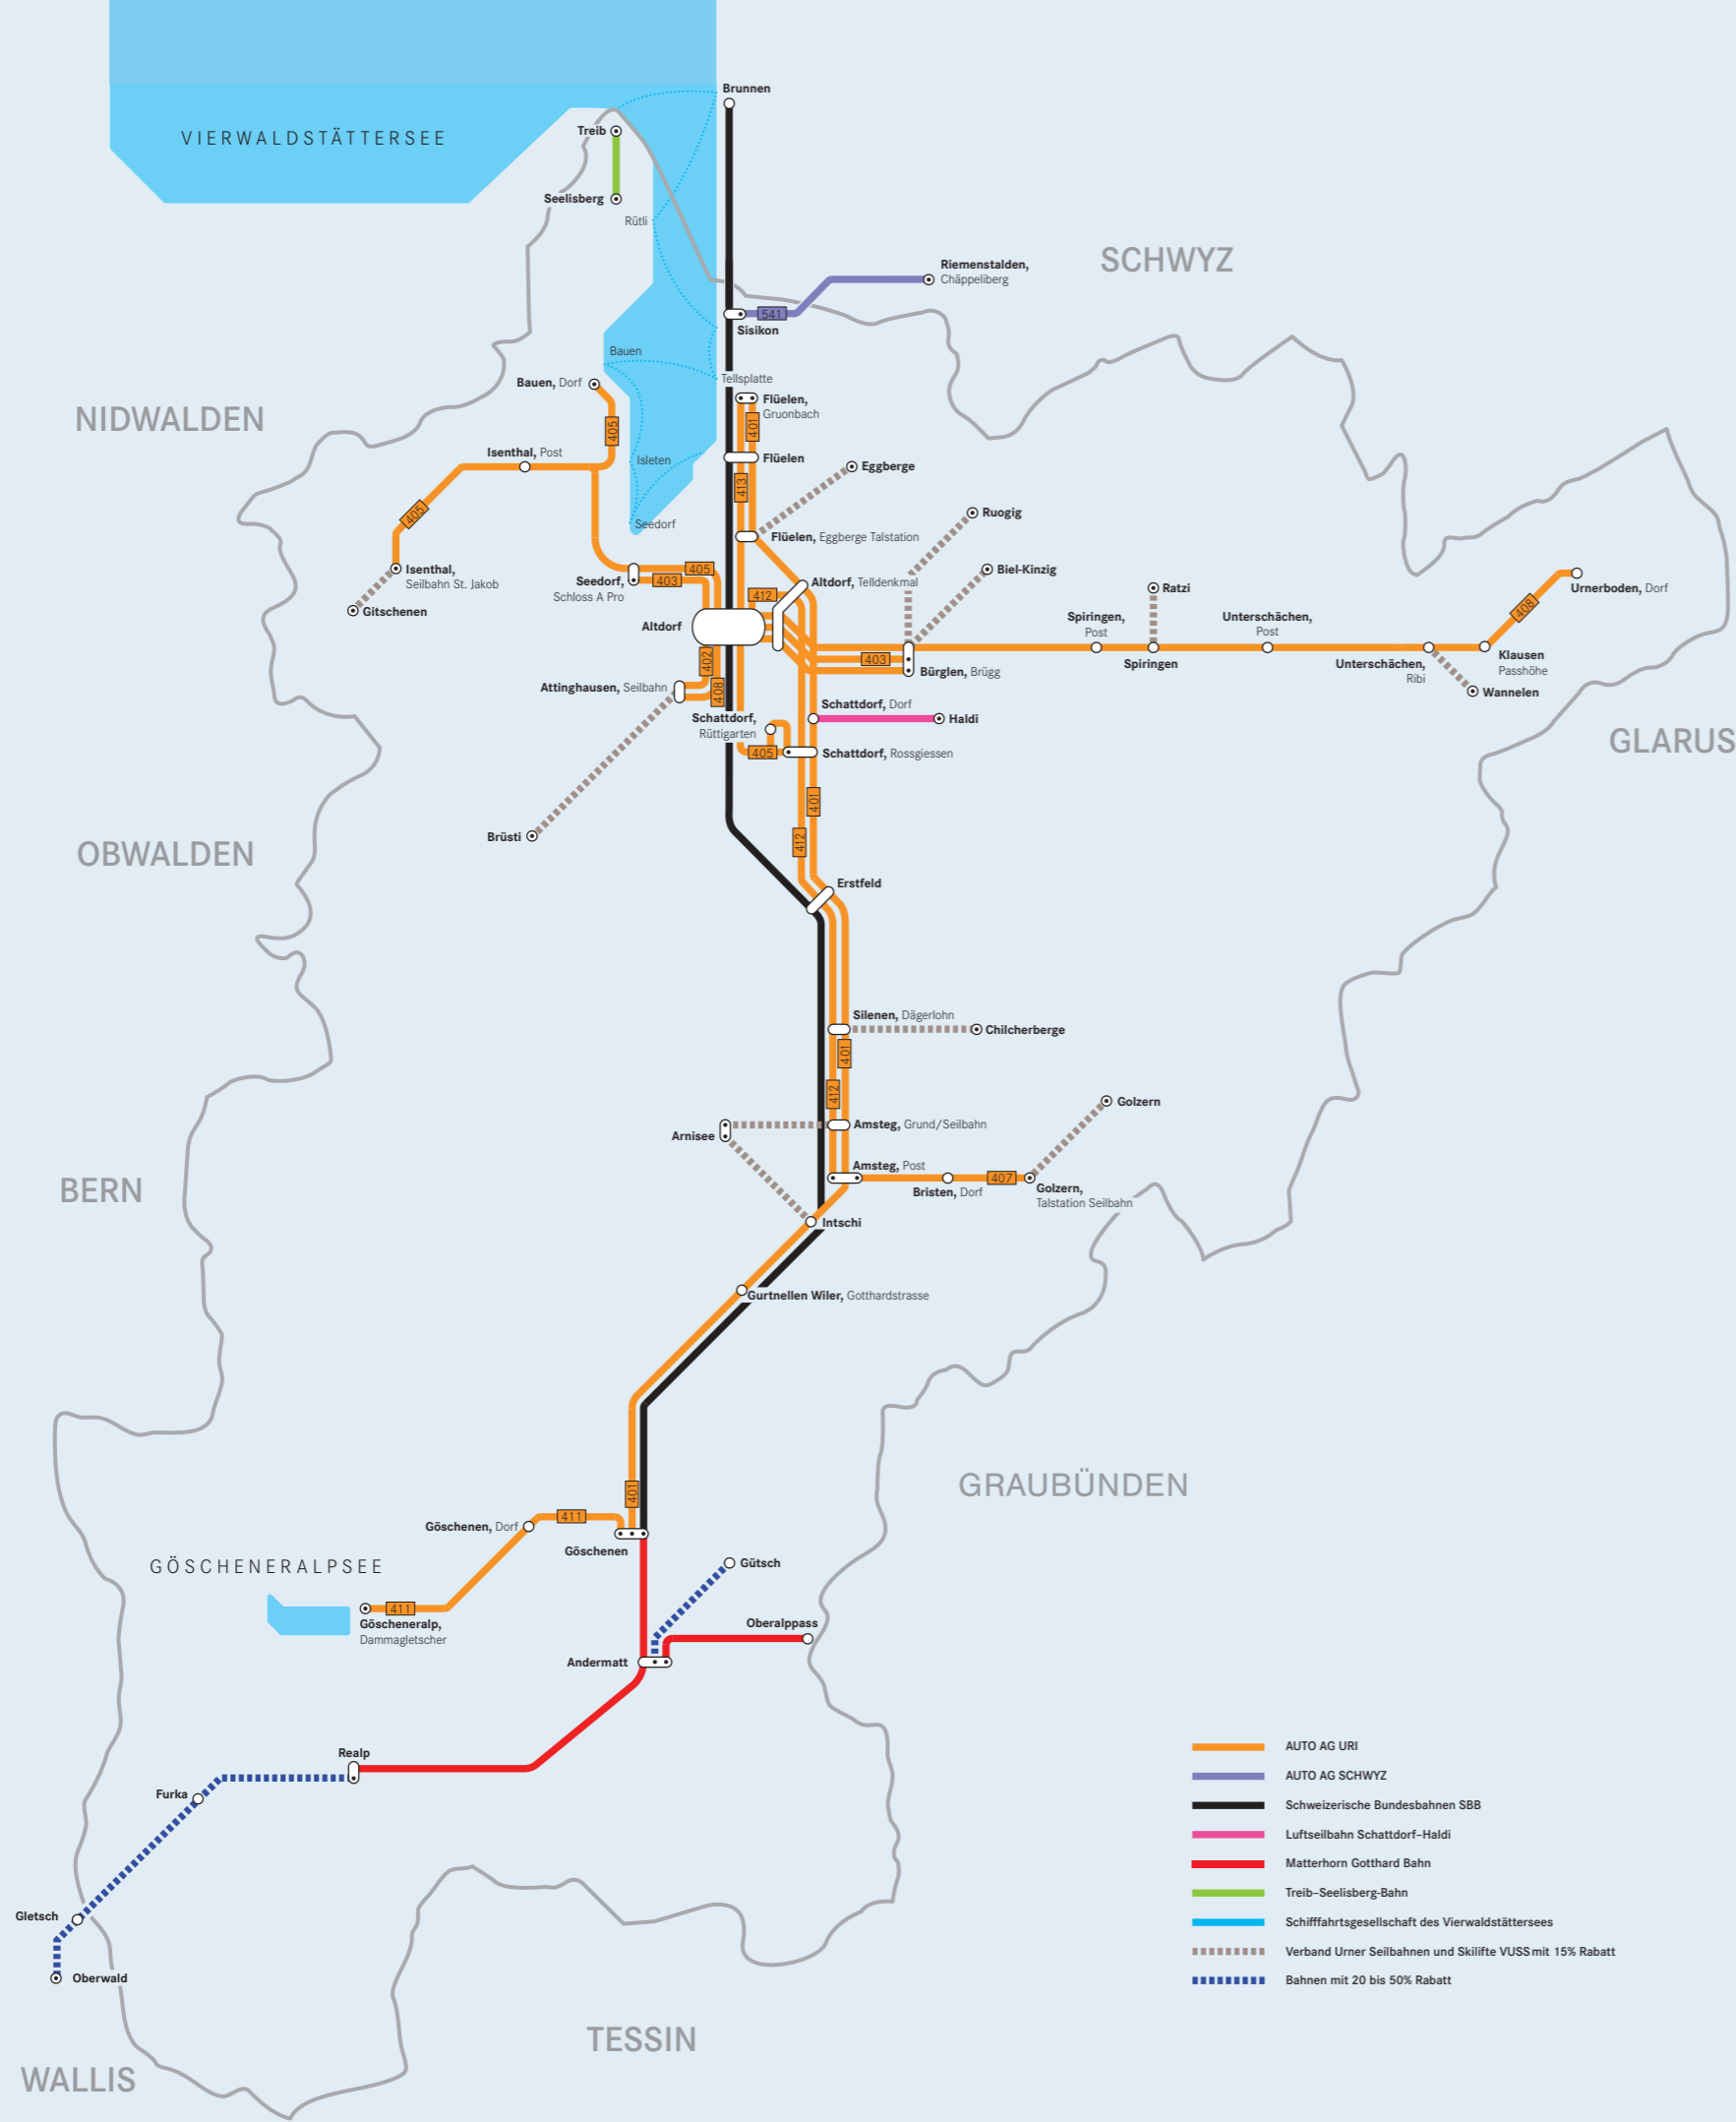 Brunnen
VIERWALDSTÄTTERSEE
Treib
Seelisberg
Rütli
SCHWYZ
Riemenstalden,
Chäppeliberg
541
Sisikon
Bauen
Tellsplatte
Bauen, Dorf
Flüelen,
Gruonbach
NIDWALDEN
405
401
Isenthal, Post
Isleten
Flüelen
Eggberge
413
405
Ruogig
Seedorf
Flüelen, Eggberge Talstation
Isenthal,
Seilbahn St. Jakob
Seedorf,
Schloss A Pro
405
403
Altdorf, Telldenkmal
Biel-Kinzig
Ratzi
Urnerboden, Dorf
Gitschenen
412
408
Altdorf
Spiringen,
Post
Unterschächen,
Post
402
403
Spiringen
Unterschächen,
Ribi
Klausen
Passhöhe
Bürglen, Brügg
Attinghausen, Seilbahn
408
Wannelen
Schattdorf, Dorf
Haldi
Schattdorf,
Rüttigarten
GLARUS
405
Schattdorf, Rossgiessen
401
412
Brüsti
OBWALDEN
Erstfeld
Silenen, Dägerlohn
Chilcherberge
401
412
Golzern
Arnisee
Amsteg, Grund/Seilbahn
Amsteg, Post
BERN
Bristen, Dorf
407
Golzern,
Talstation Seilbahn
Intschi
Gurtnellen Wiler, Gotthardstrasse
GRAUBÜNDEN
401
411
Göschenen, Dorf
Göschenen
GÖSCHENERALPSEE
Gütsch
411
Göscheneralp,
Dammagletscher
Oberalppass
Andermatt
Realp
Furka
Gletsch
Oberwald
AUTO AG URI
AUTO AG SCHWYZ
Schweizerische Bundesbahnen SBB
Luftseilbahn Schattdorf–Haldi
Matterhorn Gotthard Bahn
Treib-Seelisberg-Bahn
Schifffahrtsgesellschaft des Vierwaldstättersees
Verband Urner Seilbahnen und Skilifte VUSS mit 15% Rabatt
Bahnen mit 20 bis 50% Rabatt
TESSIN
WALLIS